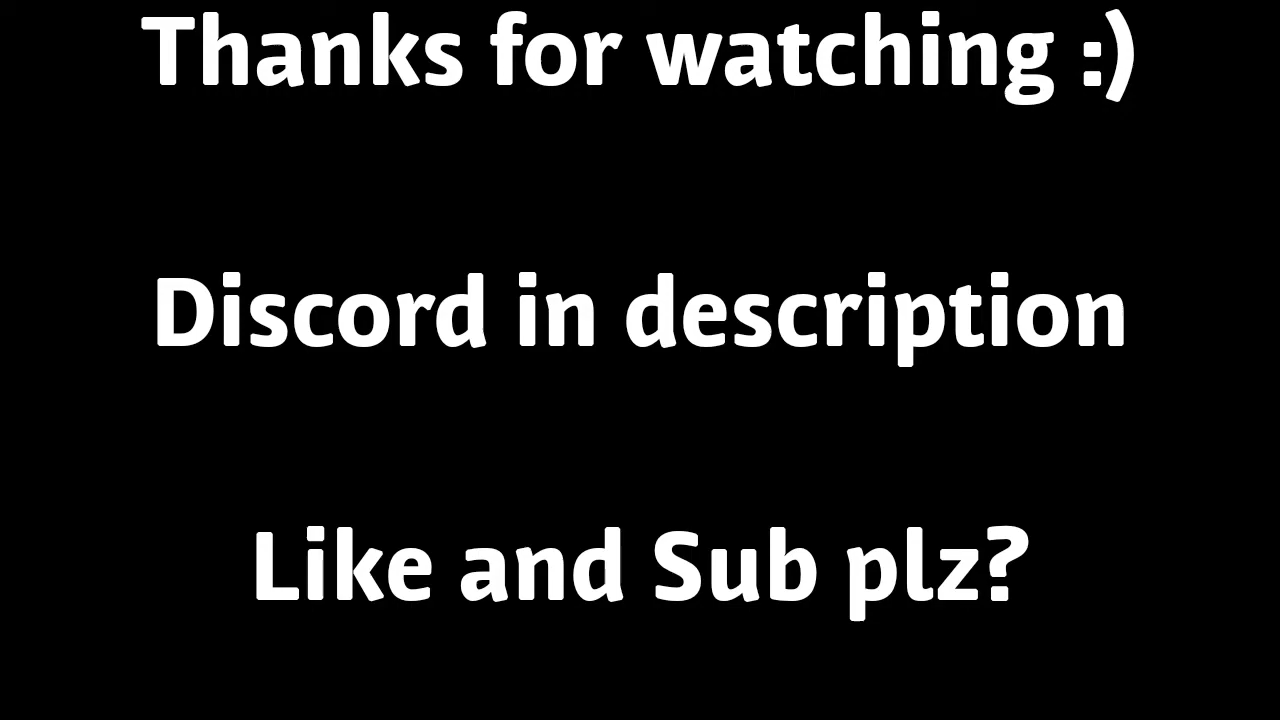 Thanks for watching :)
Discord in description
Like and Sub plz?